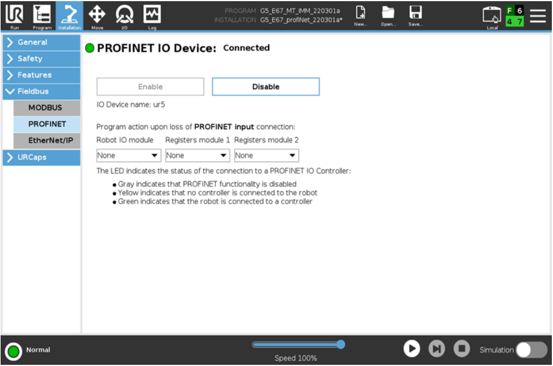 PROGRAM G5_E67_MT_IMM_220301a
INSTALLATION G5_E67_profiNet_220301a*
Run
Program
Installation
Move
I/O
Log
New...
Open...
Save...
Local
F 6
4 7
General
Safety
Features
Fieldbus
MODBUS
PROFINET
EtherNet/IP
URCaps
PROFINET IO Device: Connected
Enable
Disable
IO Device name: ur5
Program action upon loss of PROFINET input connection:
Robot IO module Registers module 1 Registers module 2
None None None
The LED indicates the status of the connection to a PROFINET IO Controller:
• Gray indicates that PROFINET functionality is disabled
• Yellow indicates that no controller is connected to the robot
• Green indicates that the robot is connected to a controller
Normal
Speed 100%
Simulation